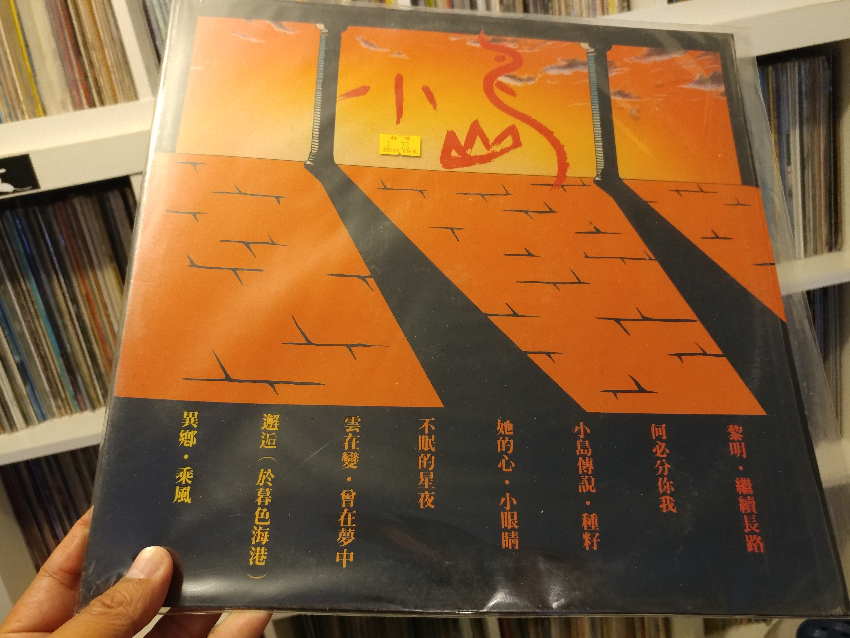 小島
黎明・繼續長路
何必分你我
小島傳說・種籽
她的心・小眼睛
不眠的星夜
雲在變・曾在夢中
邂逅（於暮色海港）
異鄉・乘風